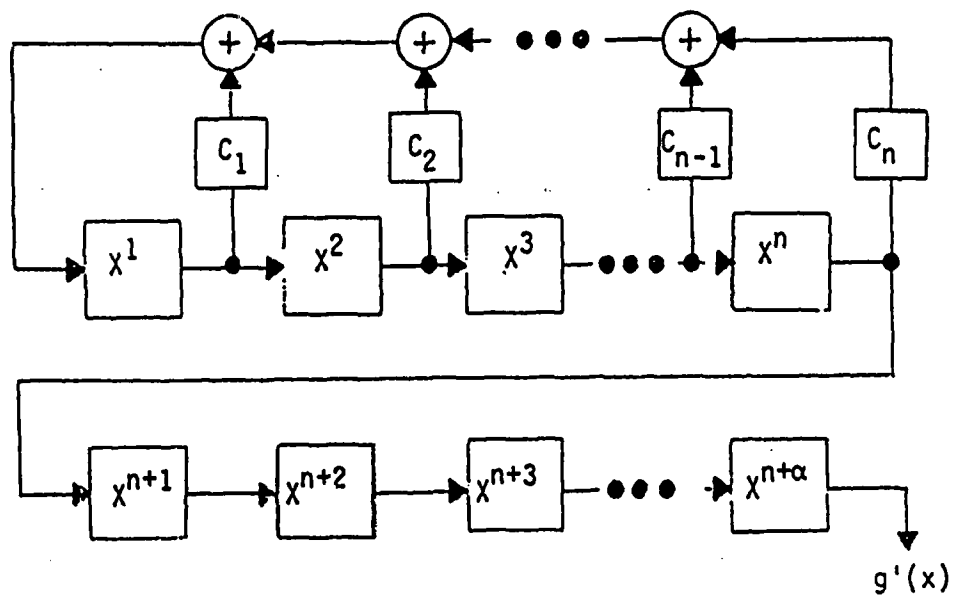 + + ••• +
C₁ C₂ Cₙ₋₁ Cₙ
X¹ X² X³ ••• Xⁿ
Xⁿ⁺¹ Xⁿ⁺² Xⁿ⁺³ ••• Xⁿ⁺ᵅ
g'(x)